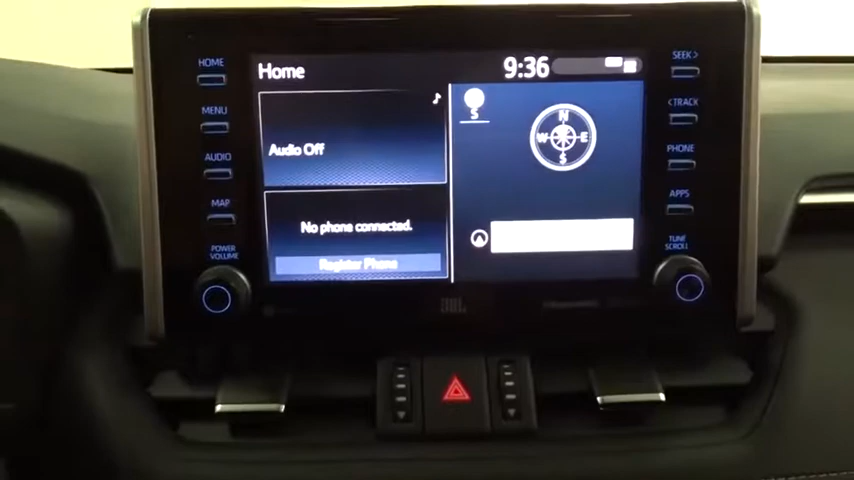 HOME
MENU
AUDIO
MAP
POWER
VOLUME
Home
9:36
Audio Off
No phone connected.
Register Phone
S
N
W
E
S
SEEK >
< TRACK
PHONE
APPS
TUNE
SCROLL
JBL